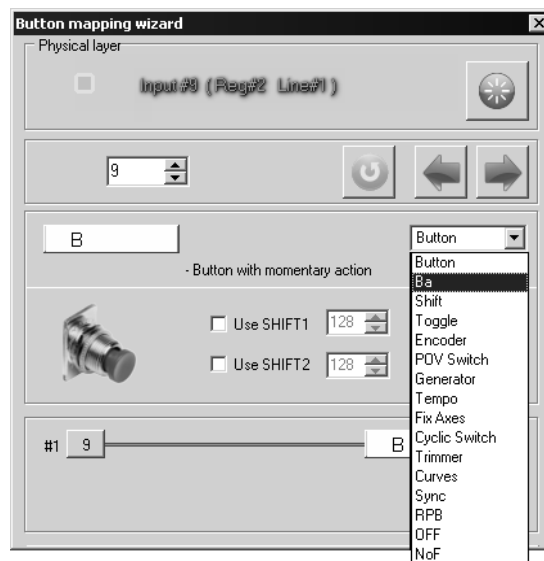 Button mapping wizard
Physical layer
Input #9 ( Reg#2 Line#1 )
9
B
Button
- Button with momentary action
Button
Ba
Shift
Toggle
Encoder
POV Switch
Generator
Tempo
Fix Axes
Cyclic Switch
Trimmer
Curves
Sync
RPB
OFF
NoF
Use SHIFT1 128
Use SHIFT2 128
#1 9 B